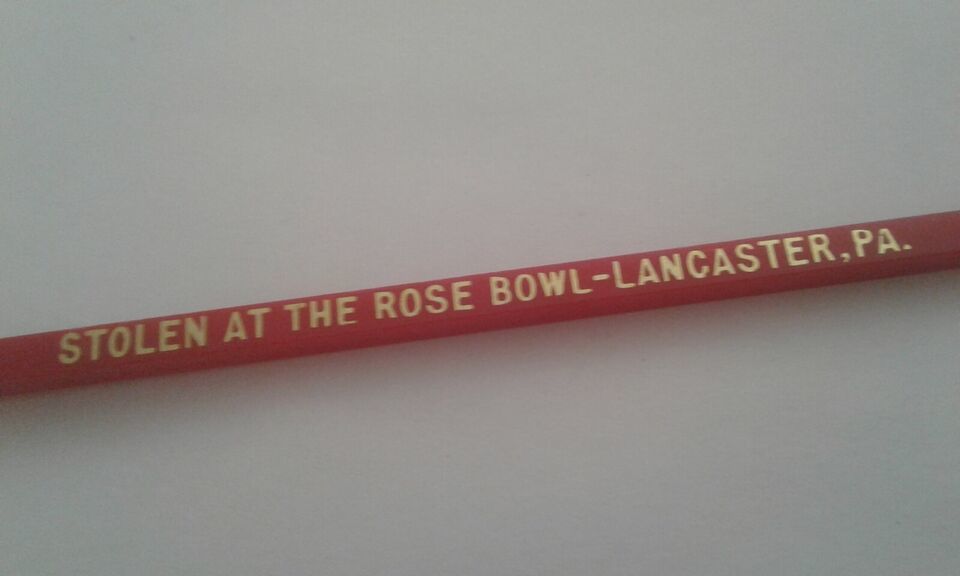 STOLEN AT THE ROSE BOWL-LANCASTER, PA.